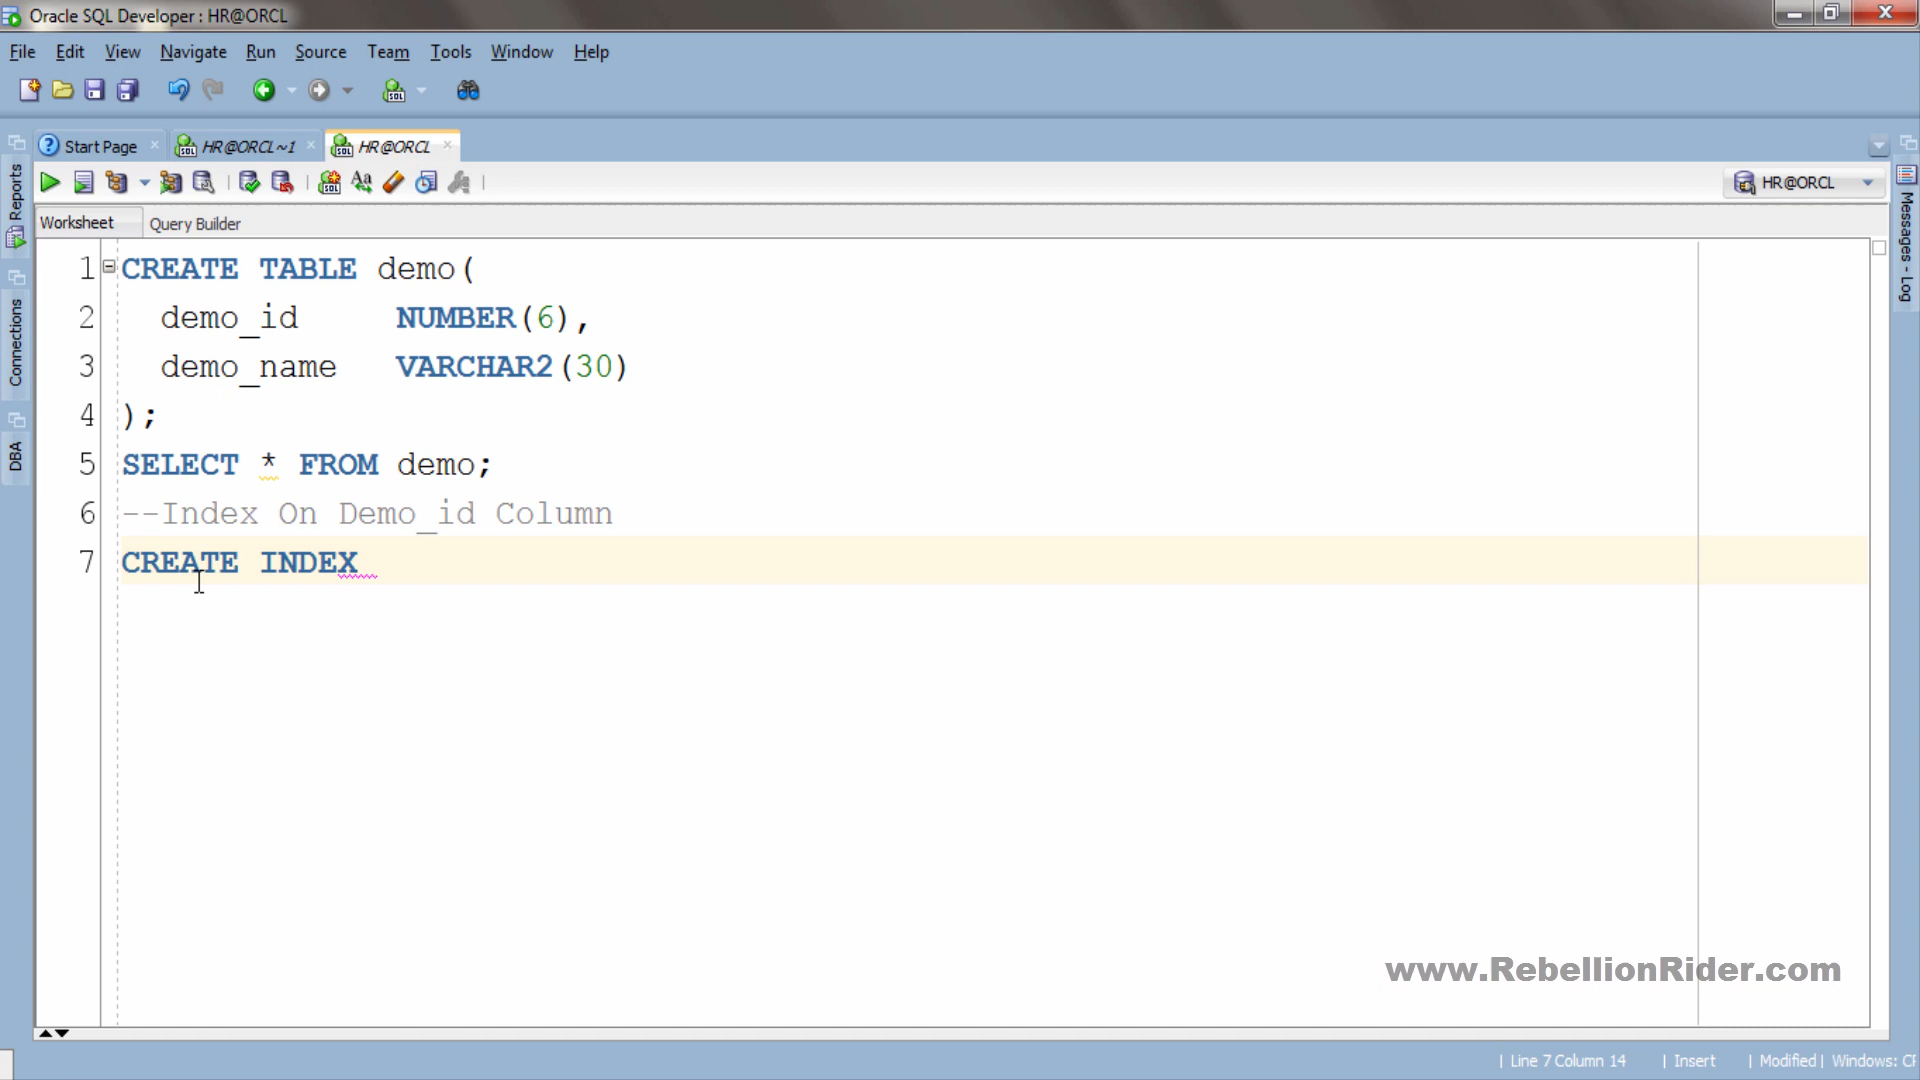 Oracle SQL Developer : HR@ORCL
File Edit View Navigate Run Source Team Tools Window Help
Start Page HR@ORCL~1 HR@ORCL
HR@ORCL
Worksheet Query Builder
Reports
Connections
DBA
Messages - Log
1 CREATE TABLE demo(
2 demo_id NUMBER(6),
3 demo_name VARCHAR2(30)
4 );
5 SELECT * FROM demo;
6 --Index On Demo_id Column
7 CREATE INDEX
www.RebellionRider.com
| Line 7 Column 14 | Insert | Modified | Windows: CF